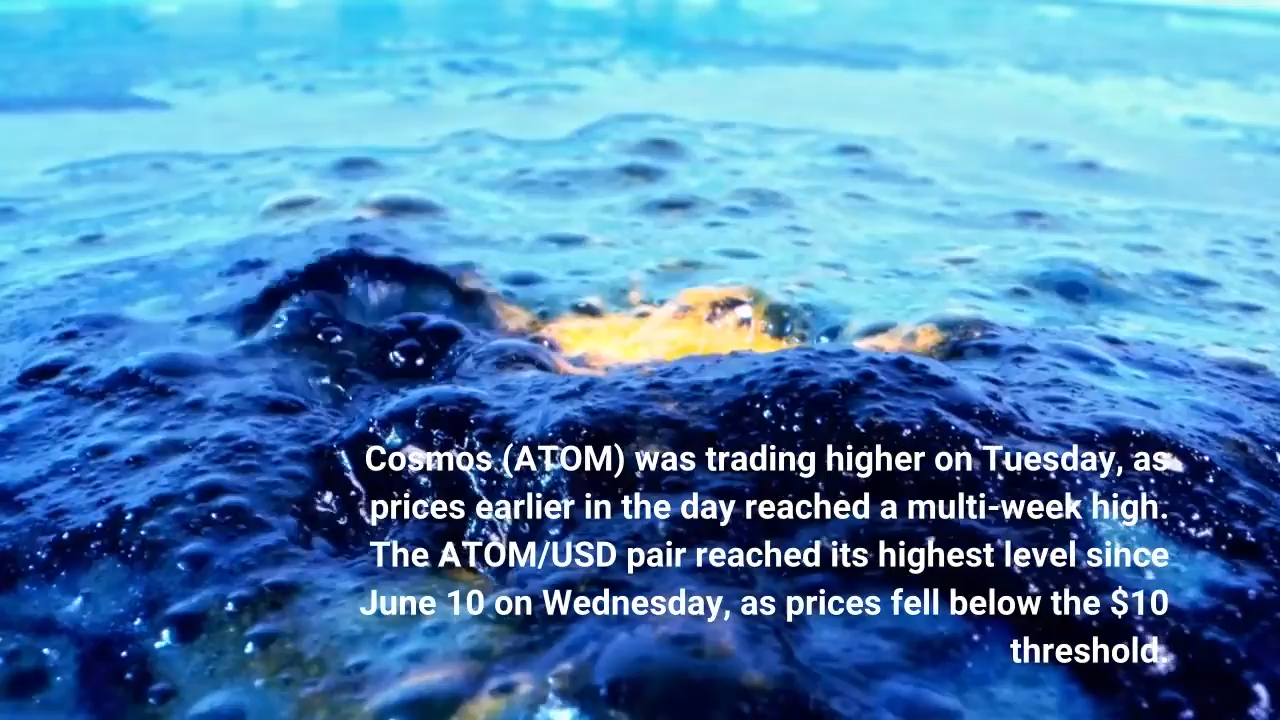 Cosmos (ATOM) was trading higher on Tuesday, as
prices earlier in the day reached a multi-week high.
The ATOM/USD pair reached its highest level since
June 10 on Wednesday, as prices fell below the $10
threshold.